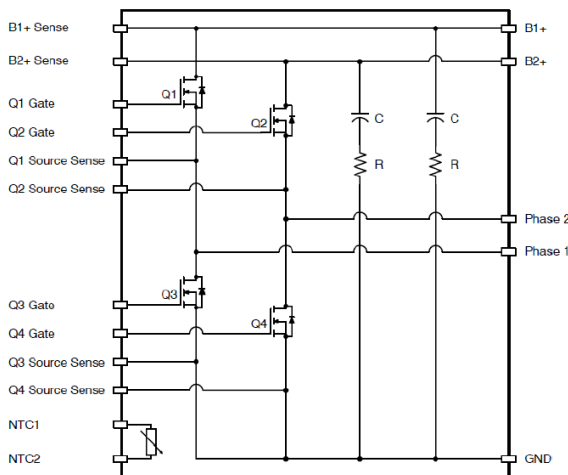 B1+ Sense
B1+
B2+ Sense
B2+
Q1
Q1 Gate
C
C
Q2 Gate
Q2
Q1 Source Sense
R
R
Q2 Source Sense
Phase 2
Phase 1
Q3
Q3 Gate
Q4 Gate
Q4
Q3 Source Sense
Q4 Source Sense
NTC1
NTC2
GND